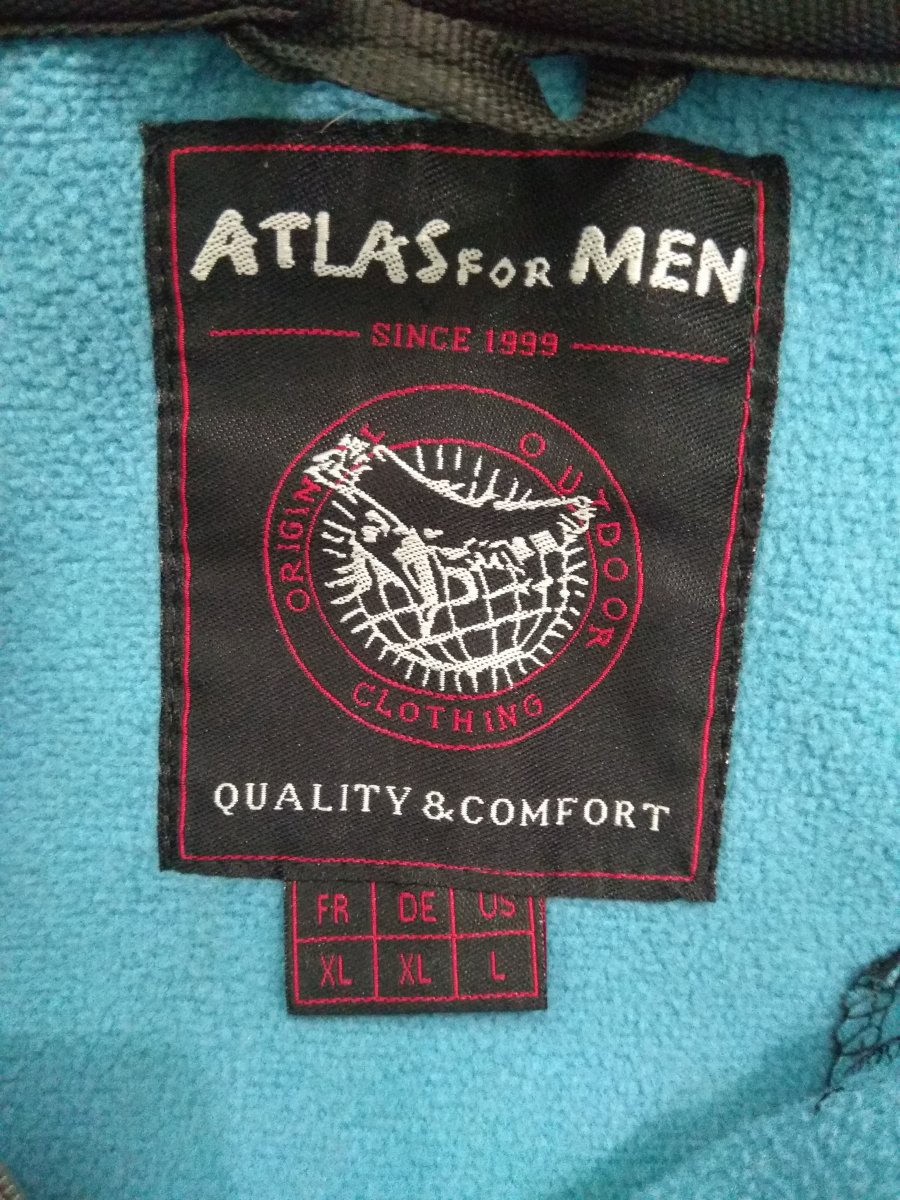 ATLAS FOR MEN
SINCE 1999
ORIGINAL OUTDOOR
CLOTHING
QUALITY & COMFORT
FR DE US
XL XL L